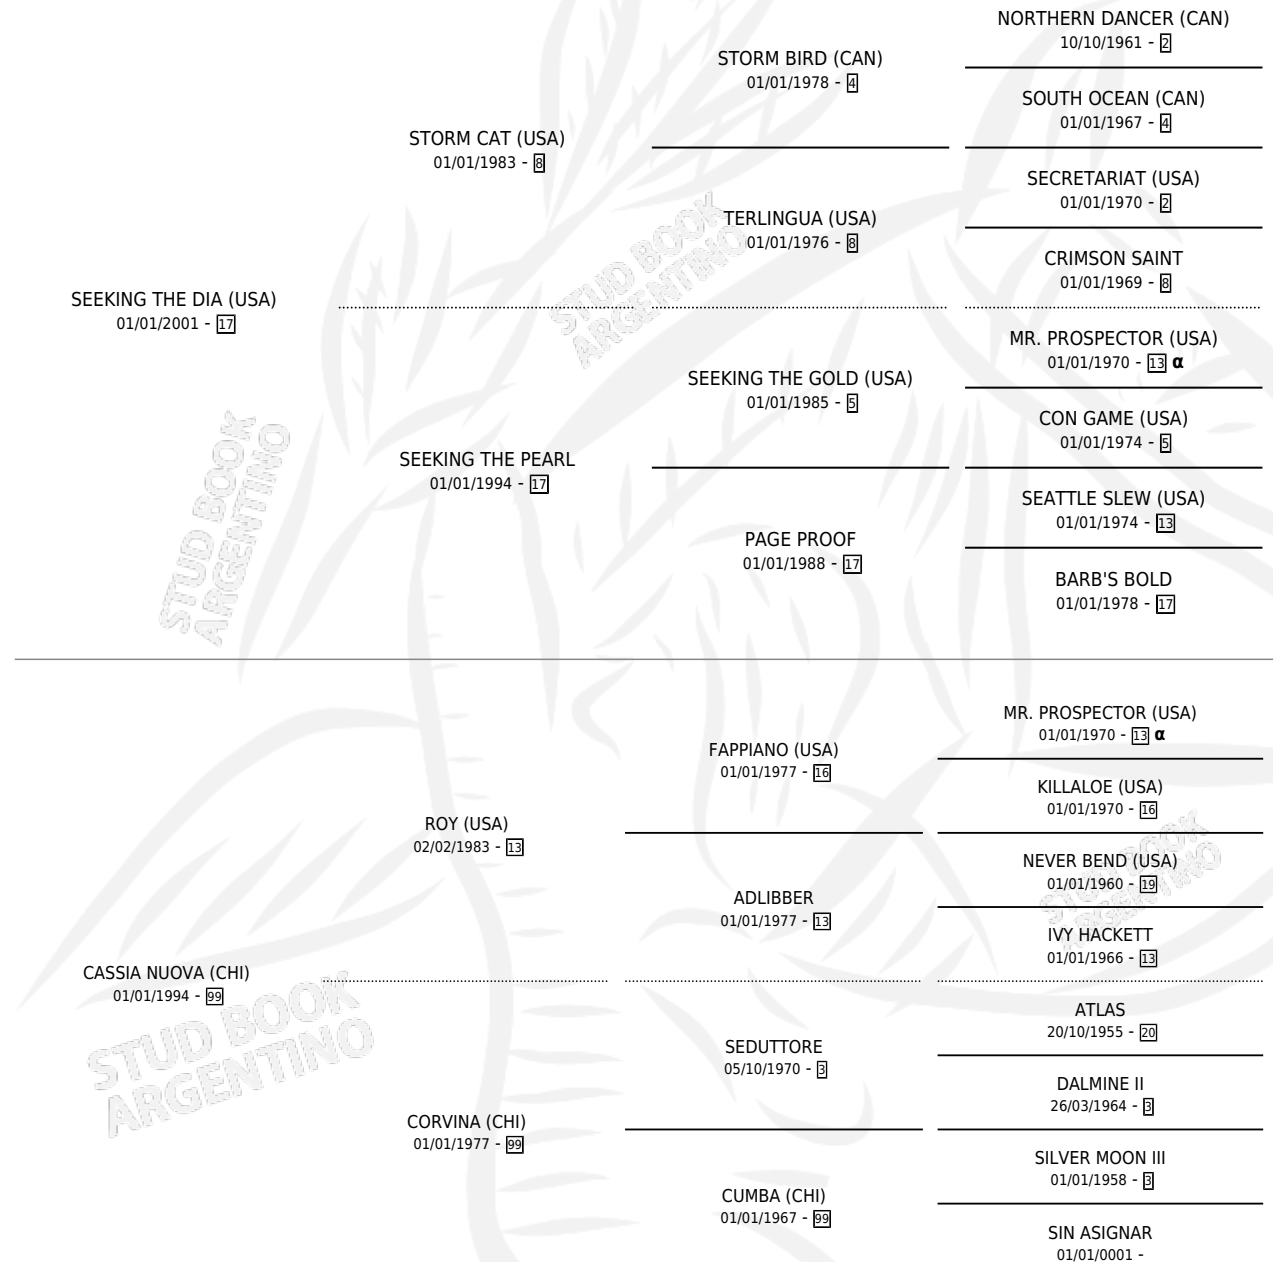 NORTHERN DANCER (CAN)
10/10/1961 - 2
STORM BIRD (CAN)
01/01/1978 - 4
SOUTH OCEAN (CAN)
01/01/1967 - 4
STORM CAT (USA)
01/01/1983 - 8
SECRETARIAT (USA)
01/01/1970 - 2
TERLINGUA (USA)
01/01/1976 - 8
CRIMSON SAINT
01/01/1969 - 8
SEEKING THE DIA (USA)
01/01/2001 - 17
MR. PROSPECTOR (USA)
01/01/1970 - 13 α
SEEKING THE GOLD (USA)
01/01/1985 - 5
CON GAME (USA)
01/01/1974 - 5
SEEKING THE PEARL
01/01/1994 - 17
SEATTLE SLEW (USA)
01/01/1974 - 13
PAGE PROOF
01/01/1988 - 17
BARB'S BOLD
01/01/1978 - 17
MR. PROSPECTOR (USA)
01/01/1970 - 13 α
FAPPIANO (USA)
01/01/1977 - 16
KILLALOE (USA)
01/01/1970 - 16
ROY (USA)
02/02/1983 - 13
NEVER BEND (USA)
01/01/1960 - 19
ADLIBBER
01/01/1977 - 13
IVY HACKETT
01/01/1966 - 13
CASSIA NUOVA (CHI)
01/01/1994 - 99
ATLAS
20/10/1955 - 20
SEDUTTORE
05/10/1970 - 3
DALMINE II
26/03/1964 - 3
CORVINA (CHI)
01/01/1977 - 99
SILVER MOON III
01/01/1958 - 3
CUMBA (CHI)
01/01/1967 - 99
SIN ASIGNAR
01/01/0001 -
STUD BOOK
ARGENTINO
STUD BOOK
ARGENTINO
STUD BOOK
ARGENTINO
STUD BOOK
ARGENTINO